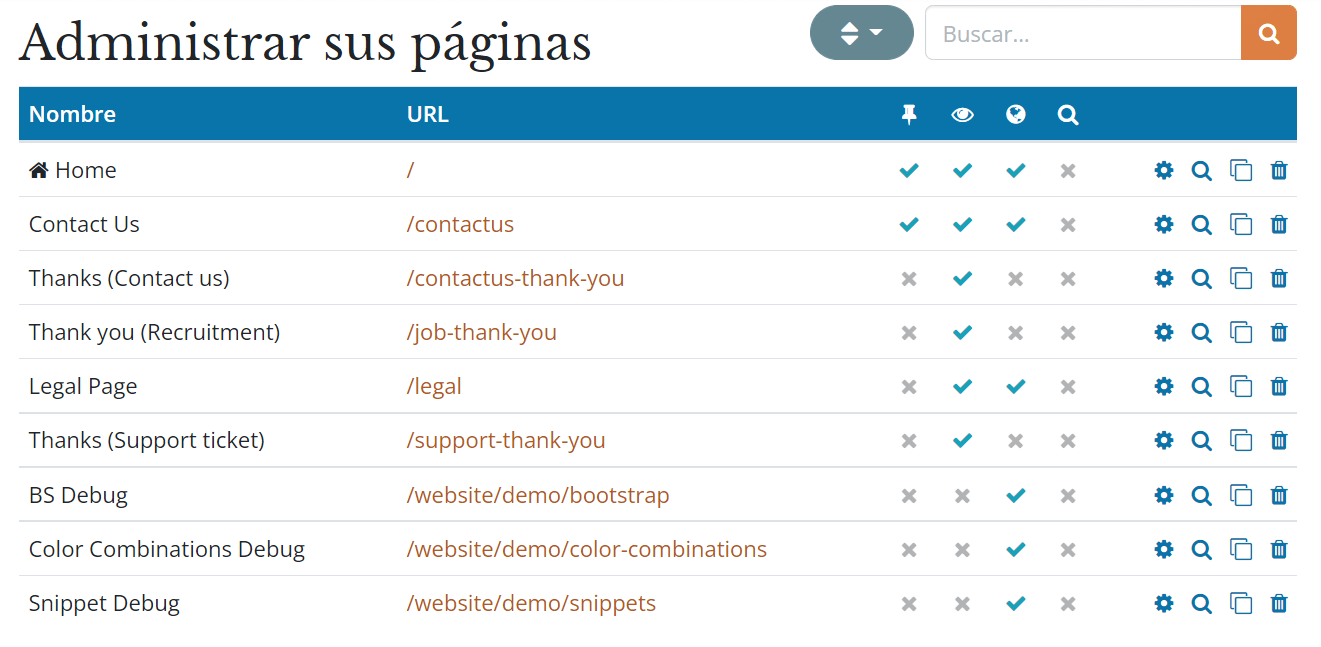 Administrar sus páginas
Buscar...
Nombre URL
Home /
Contact Us /contactus
Thanks (Contact us) /contactus-thank-you
Thank you (Recruitment) /job-thank-you
Legal Page /legal
Thanks (Support ticket) /support-thank-you
BS Debug /website/demo/bootstrap
Color Combinations Debug /website/demo/color-combinations
Snippet Debug /website/demo/snippets